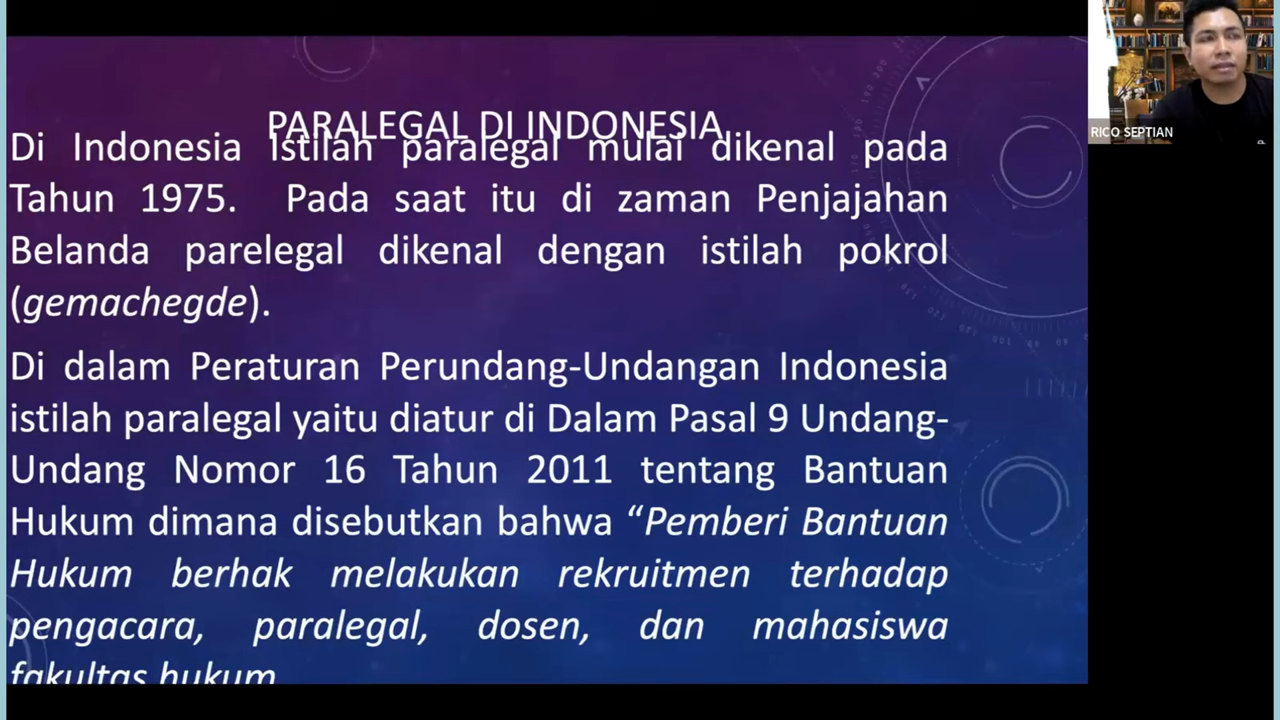 PARALEGAL DI INDONESIA
Di Indonesia istilah paralegal mulai dikenal pada
Tahun 1975. Pada saat itu di zaman Penjajahan
Belanda parelegal dikenal dengan istilah pokrol
(gemachegde).
Di dalam Peraturan Perundang-Undangan Indonesia
istilah paralegal yaitu diatur di Dalam Pasal 9 Undang-
Undang Nomor 16 Tahun 2011 tentang Bantuan
Hukum dimana disebutkan bahwa “Pemberi Bantuan
Hukum berhak melakukan rekruitmen terhadap
pengacara, paralegal, dosen, dan mahasiswa
fakultas hukum
RICO SEPTIAN